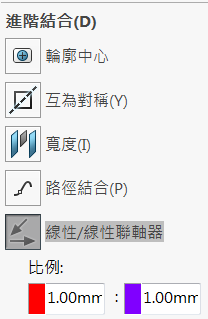 進階結合(D)
輪廓中心
互為對稱(Y)
寬度(I)
路徑結合(P)
線性/線性聯軸器
比例:
1.00mm : 1.00mm